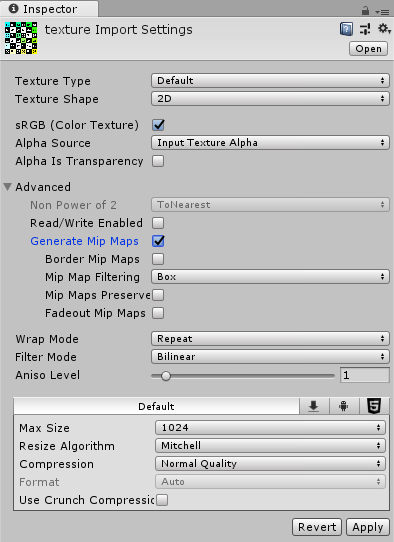 Inspector
texture Import Settings
Open
Texture Type Default
Texture Shape 2D
sRGB (Color Texture)
Alpha Source Input Texture Alpha
Alpha Is Transparency
Advanced
Non Power of 2 ToNearest
Read/Write Enabled
Generate Mip Maps
Border Mip Maps
Mip Map Filtering Box
Mip Maps Preserve
Fadeout Mip Maps
Wrap Mode Repeat
Filter Mode Bilinear
Aniso Level 1
Default
Max Size 1024
Resize Algorithm Mitchell
Compression Normal Quality
Format Auto
Use Crunch Compressio
Revert Apply